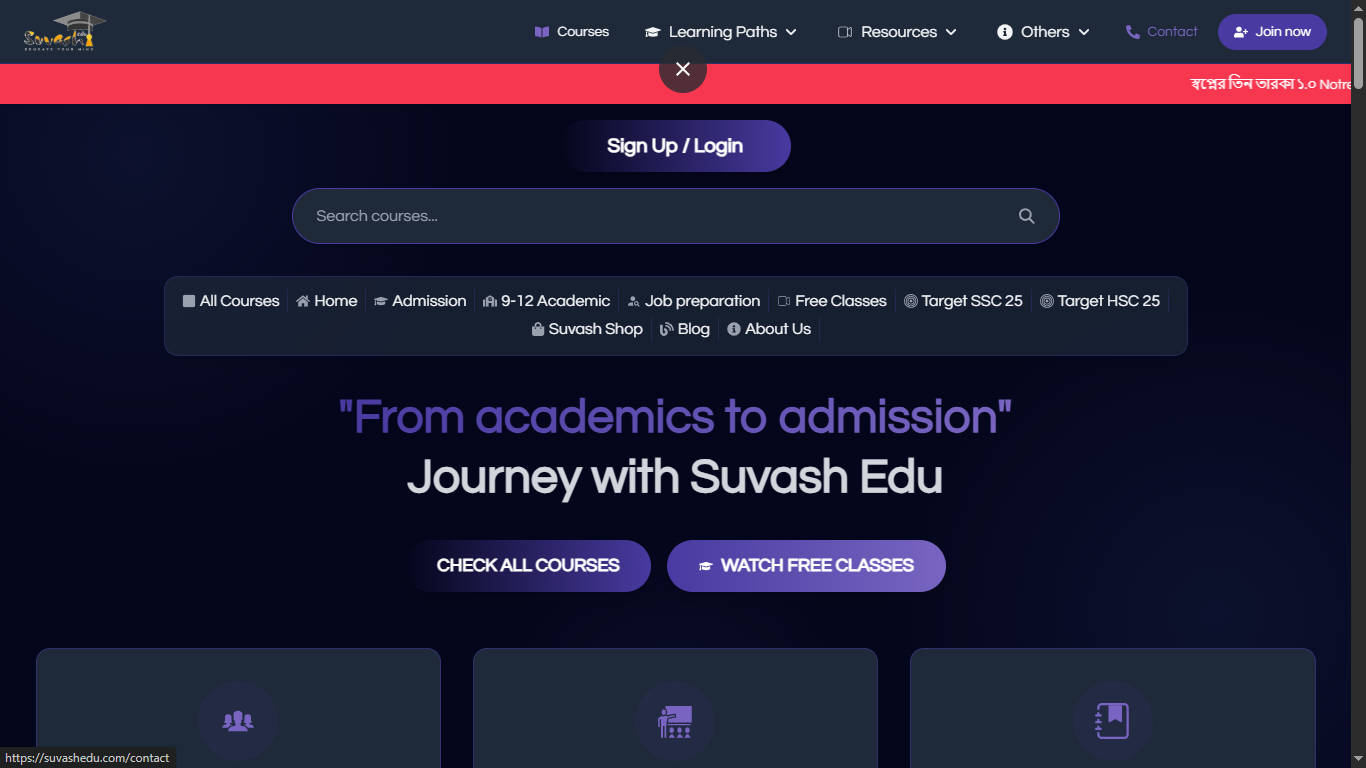 Suvash edu
EDUCATE YOUR MIND
Courses
Learning Paths
Resources
Others
Contact
Join now
স্বপ্নের তিন তারকা ১.০ Notre
Sign Up / Login
Search courses...
All Courses
Home
Admission
9-12 Academic
Job preparation
Free Classes
Target SSC 25
Target HSC 25
Suvash Shop
Blog
About Us
"From academics to admission"
Journey with Suvash Edu
CHECK ALL COURSES
WATCH FREE CLASSES
https://suvashedu.com/contact